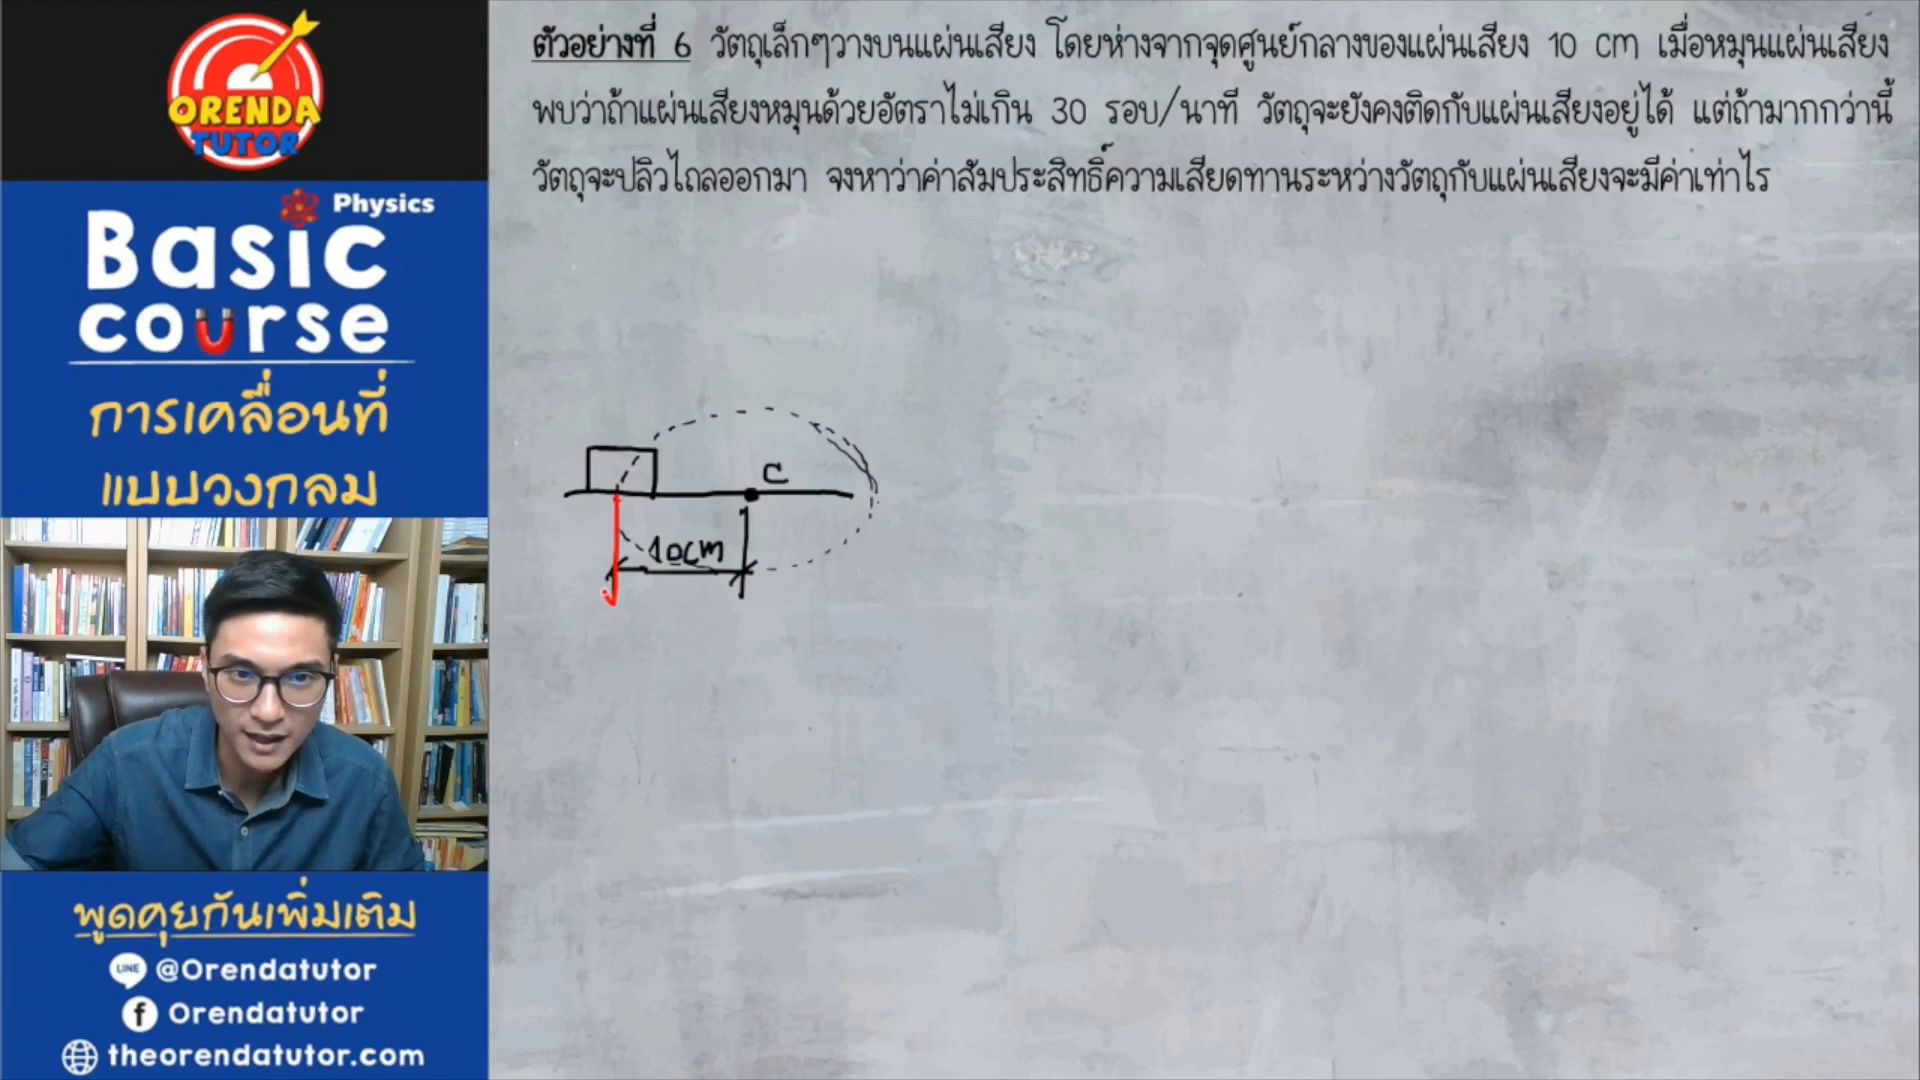 ORENDA
TUTOR
Physics
Basic
course
การเคลื่อนที่
แบบวงกลม
พูดคุยกันเพิ่มเติม
LINE @Orendatutor
f Orendatutor
theorendatutor.com
ตัวอย่างที่ 6 วัตถุเล็กๆวางบนแผ่นเสียง โดยห่างจากจุดศูนย์กลางของแผ่นเสียง 10 cm เมื่อหมุนแผ่นเสียง
พบว่าถ้าแผ่นเสียงหมุนด้วยอัตราไม่เกิน 30 รอบ/นาที วัตถุจะยังคงติดกับแผ่นเสียงอยู่ได้ แต่ถ้ามากกว่านี้
วัตถุจะปลิวไถลออกมา จงหาว่าค่าสัมประสิทธิ์ความเสียดทานระหว่างวัตถุกับแผ่นเสียงจะมีค่าเท่าไร
C
10cm